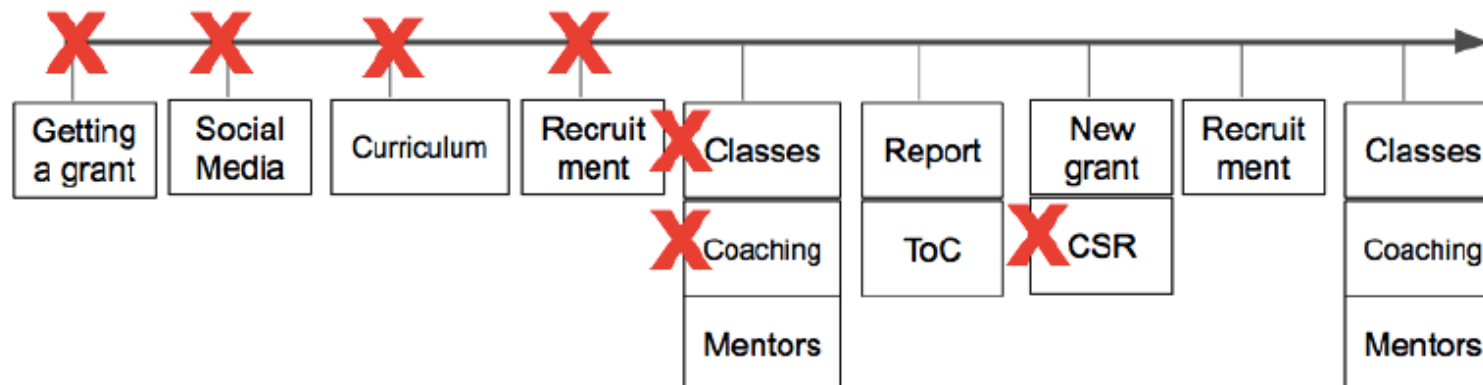 Getting
a grant
Social
Media
Curriculum
Recruit
ment
Classes
Coaching
Mentors
Report
ToC
New
grant
CSR
Recruit
ment
Classes
Coaching
Mentors